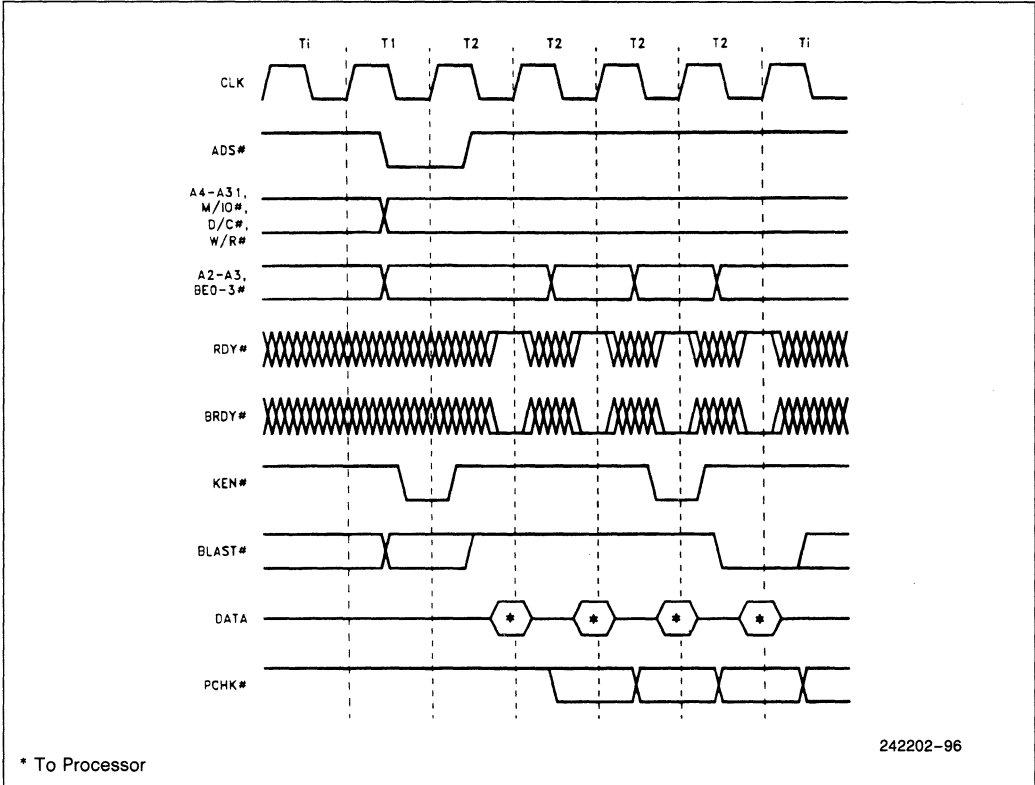 Ti T1 T2 T2 T2 T2 Ti
CLK
ADS#
A4-A31,
M/IO#,
D/C#,
W/R#
A2-A3,
BE0-3#
RDY#
BRDY#
KEN#
BLAST#
DATA * * * *
PCHK#
242202-96
* To Processor